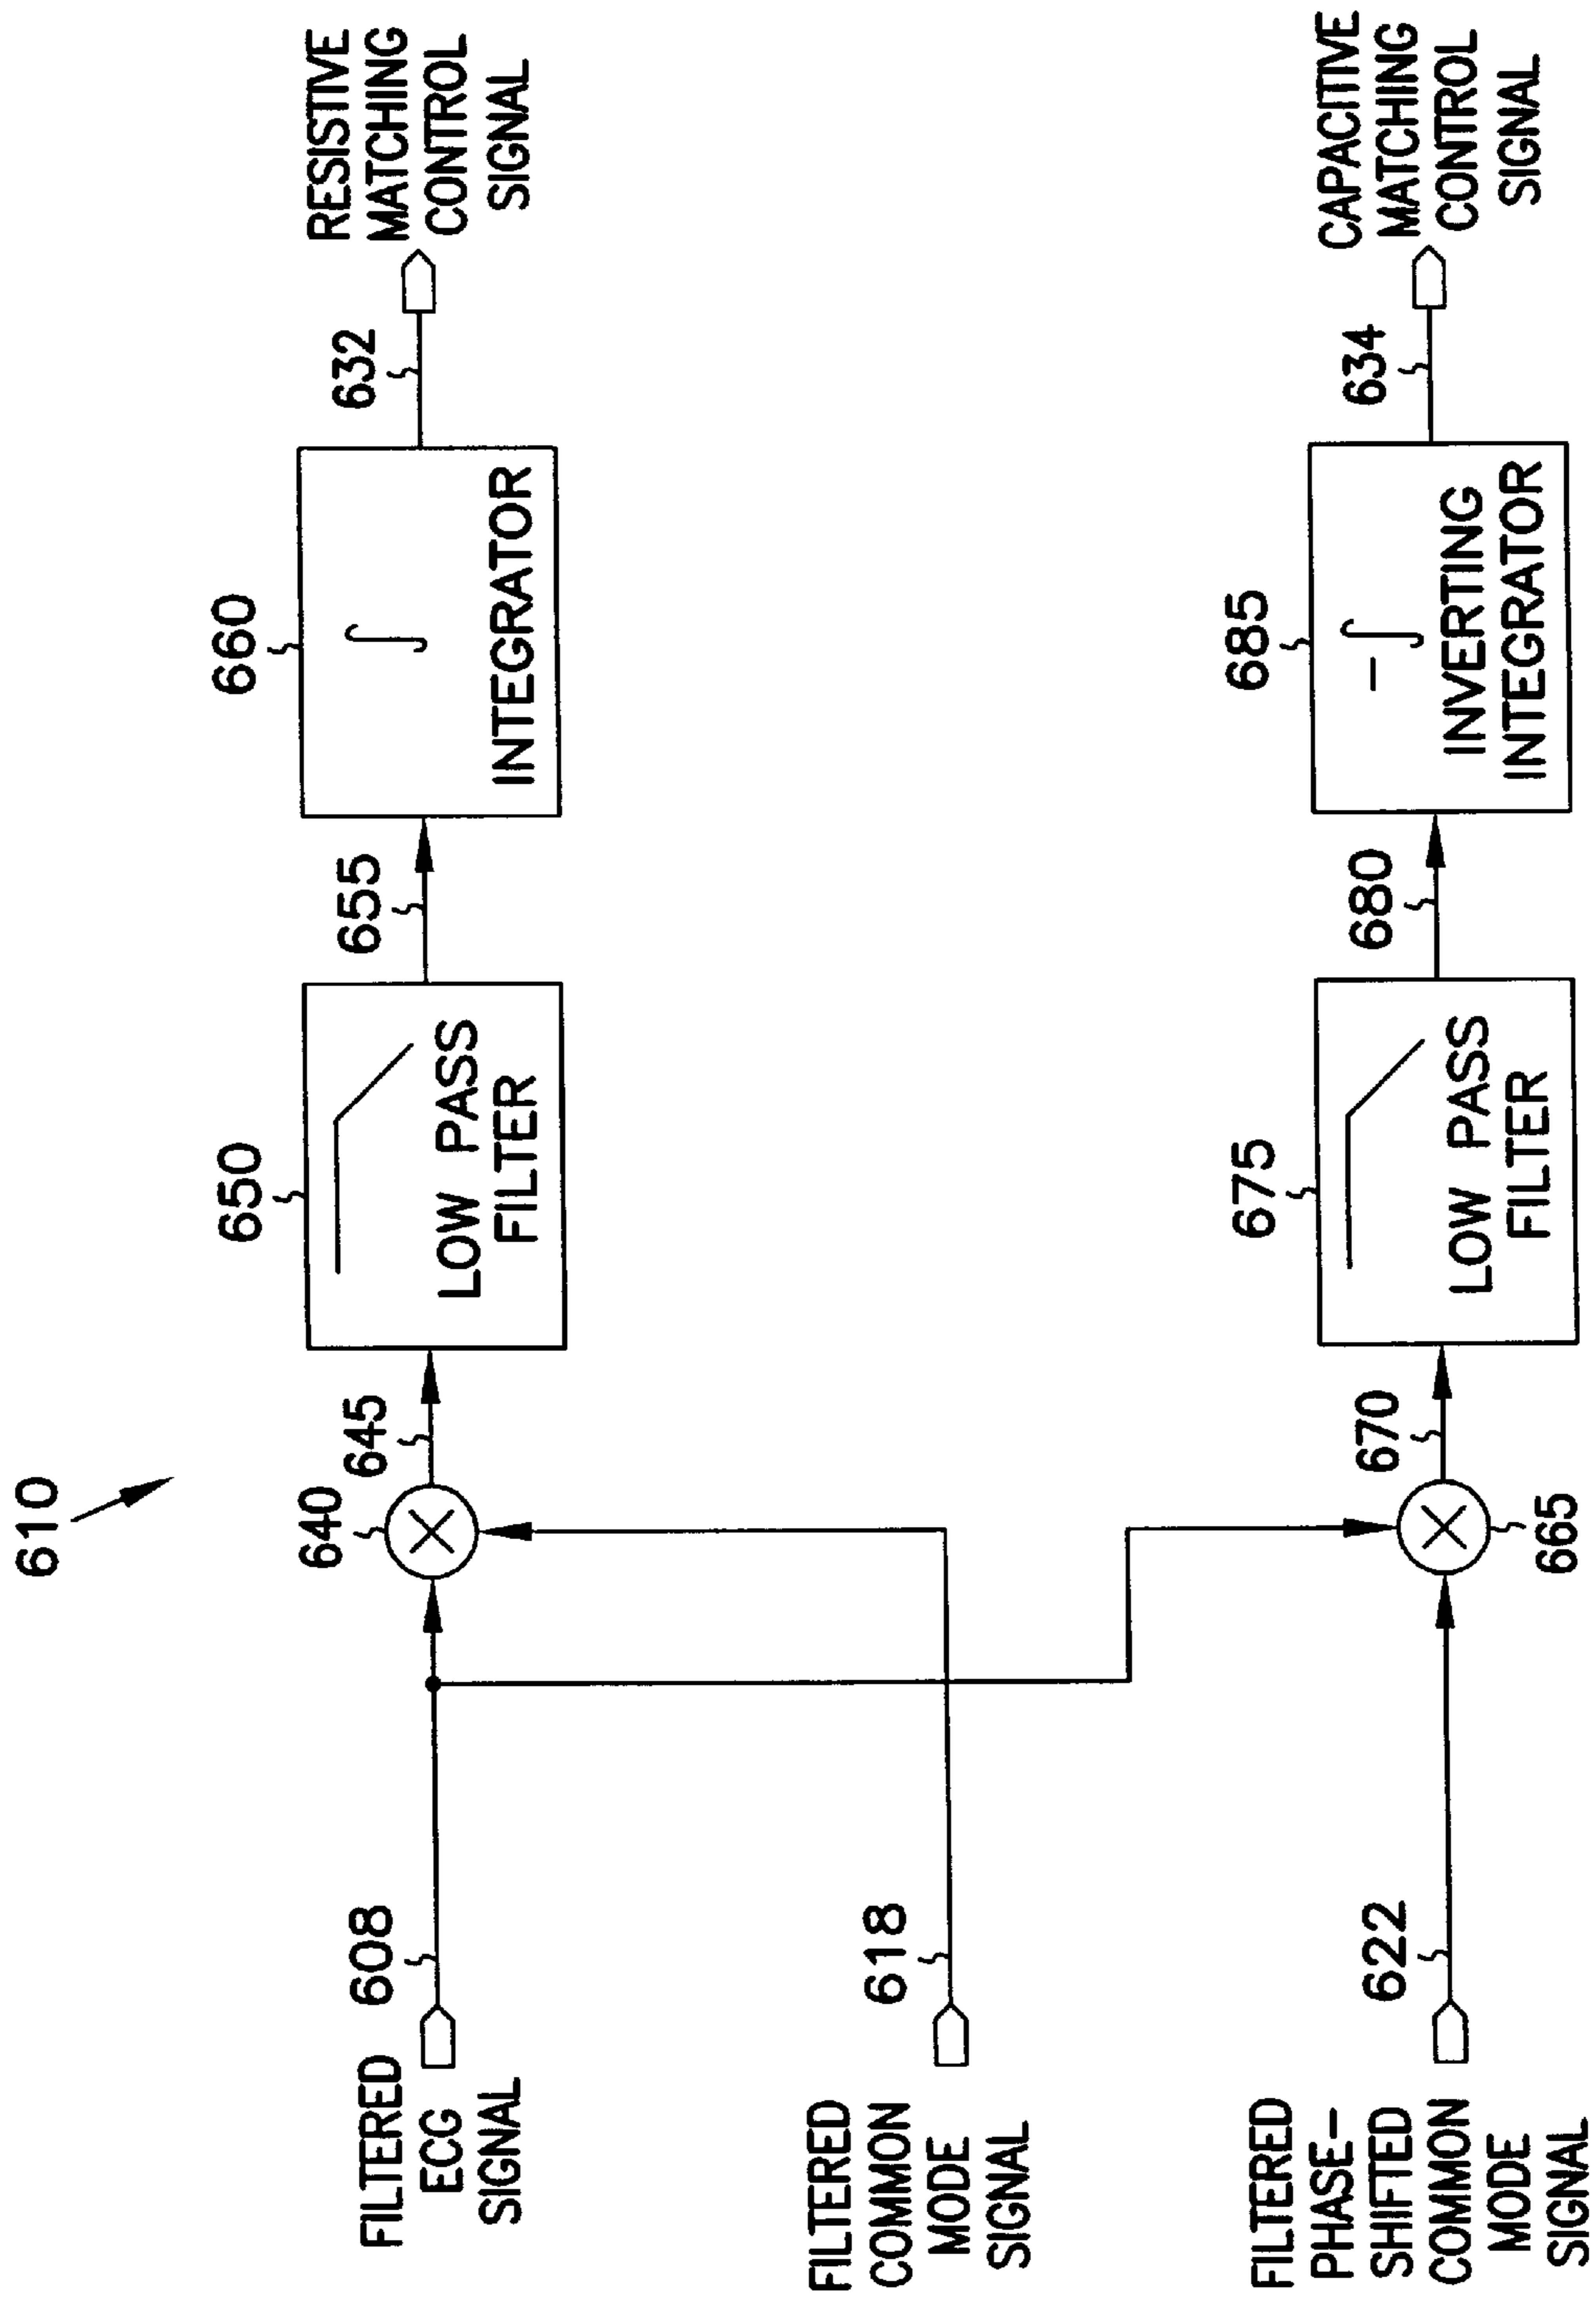 610
FILTERED
ECG
SIGNAL
608
640
645
650
LOW PASS
FILTER
655
660
∫
INTEGRATOR
632
RESISTIVE
MATCHING
CONTROL
SIGNAL
FILTERED
COMMON
MODE
SIGNAL
618
FILTERED
PHASE-
SHIFTED
COMMON
MODE
SIGNAL
622
665
670
675
LOW PASS
FILTER
680
685
-∫
INVERTING
INTEGRATOR
634
CAPACITIVE
MATCHING
CONTROL
SIGNAL